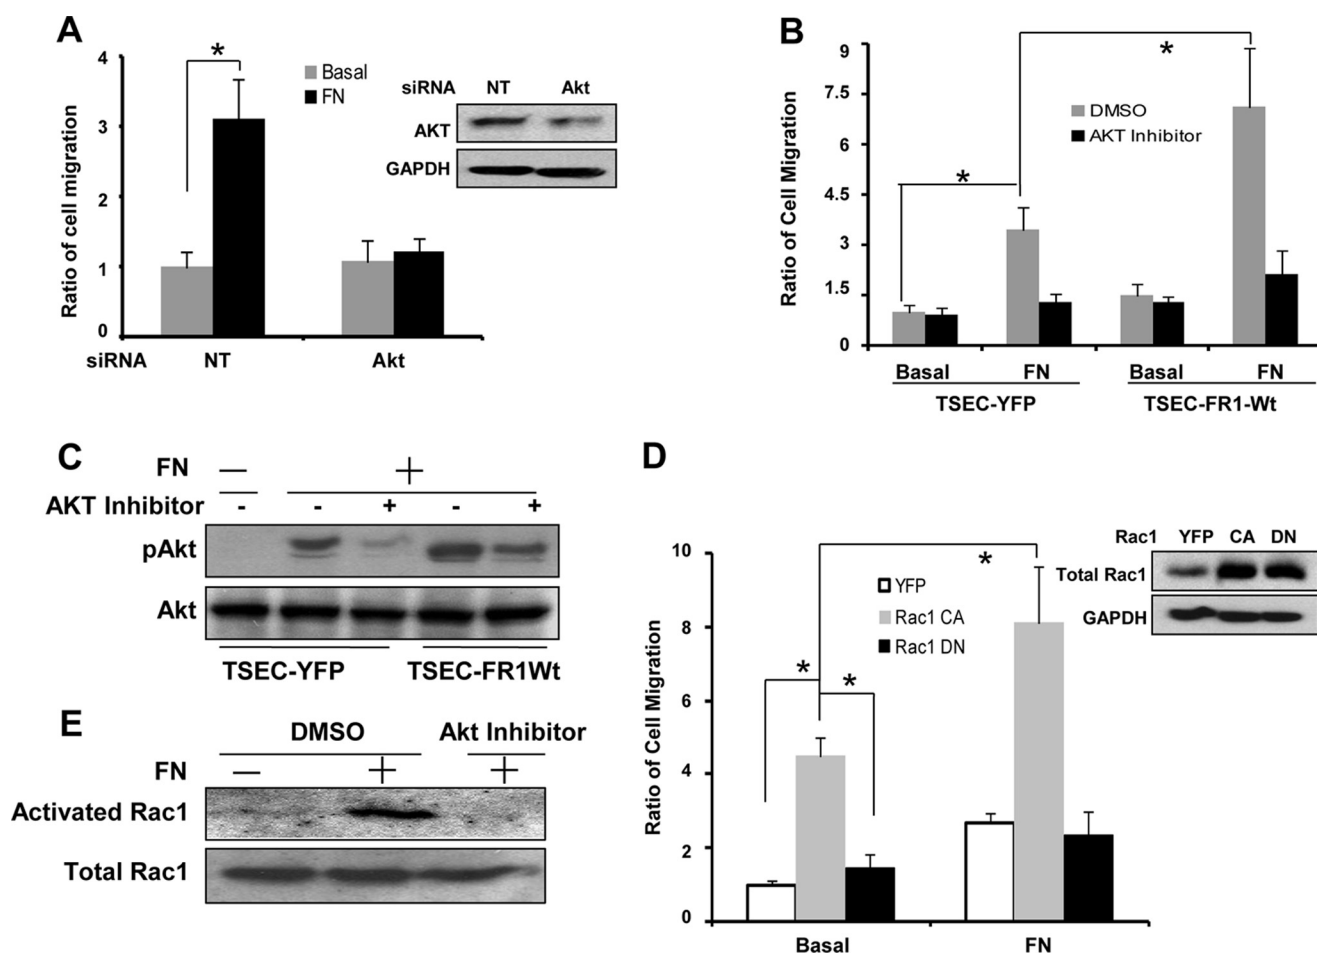 A
4
3
2
1
0
Ratio of cell migration
*
Basal
FN
siRNA NT Akt
AKT
GAPDH
siRNA NT Akt
B
9
7.5
6
4.5
3
1.5
0
Ratio of Cell Migration
*
*
DMSO
AKT Inhibitor
Basal FN Basal FN
TSEC-YFP TSEC-FR1-Wt
C
FN — +
AKT Inhibitor - - + - +
pAkt
Akt
TSEC-YFP TSEC-FR1Wt
D
10
8
6
4
2
0
Ratio of Cell Migration
*
*
*
YFP
Rac1 CA
Rac1 DN
Rac1 YFP CA DN
Total Rac1
GAPDH
Basal FN
E
DMSO Akt Inhibitor
FN — + +
Activated Rac1
Total Rac1